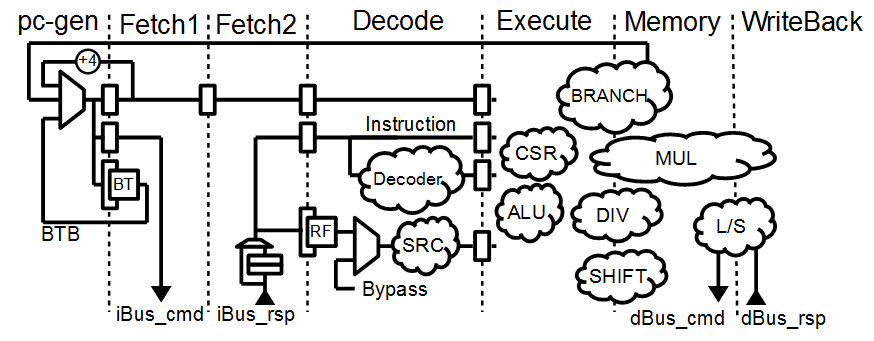 pc-gen
Fetch1
Fetch2
Decode
Execute
Memory
WriteBack
+4
BRANCH
Instruction
CSR
MUL
BT
Decoder
ALU
DIV
RF
SRC
L/S
BTB
SHIFT
Bypass
iBus_cmd
iBus_rsp
dBus_cmd
dBus_rsp